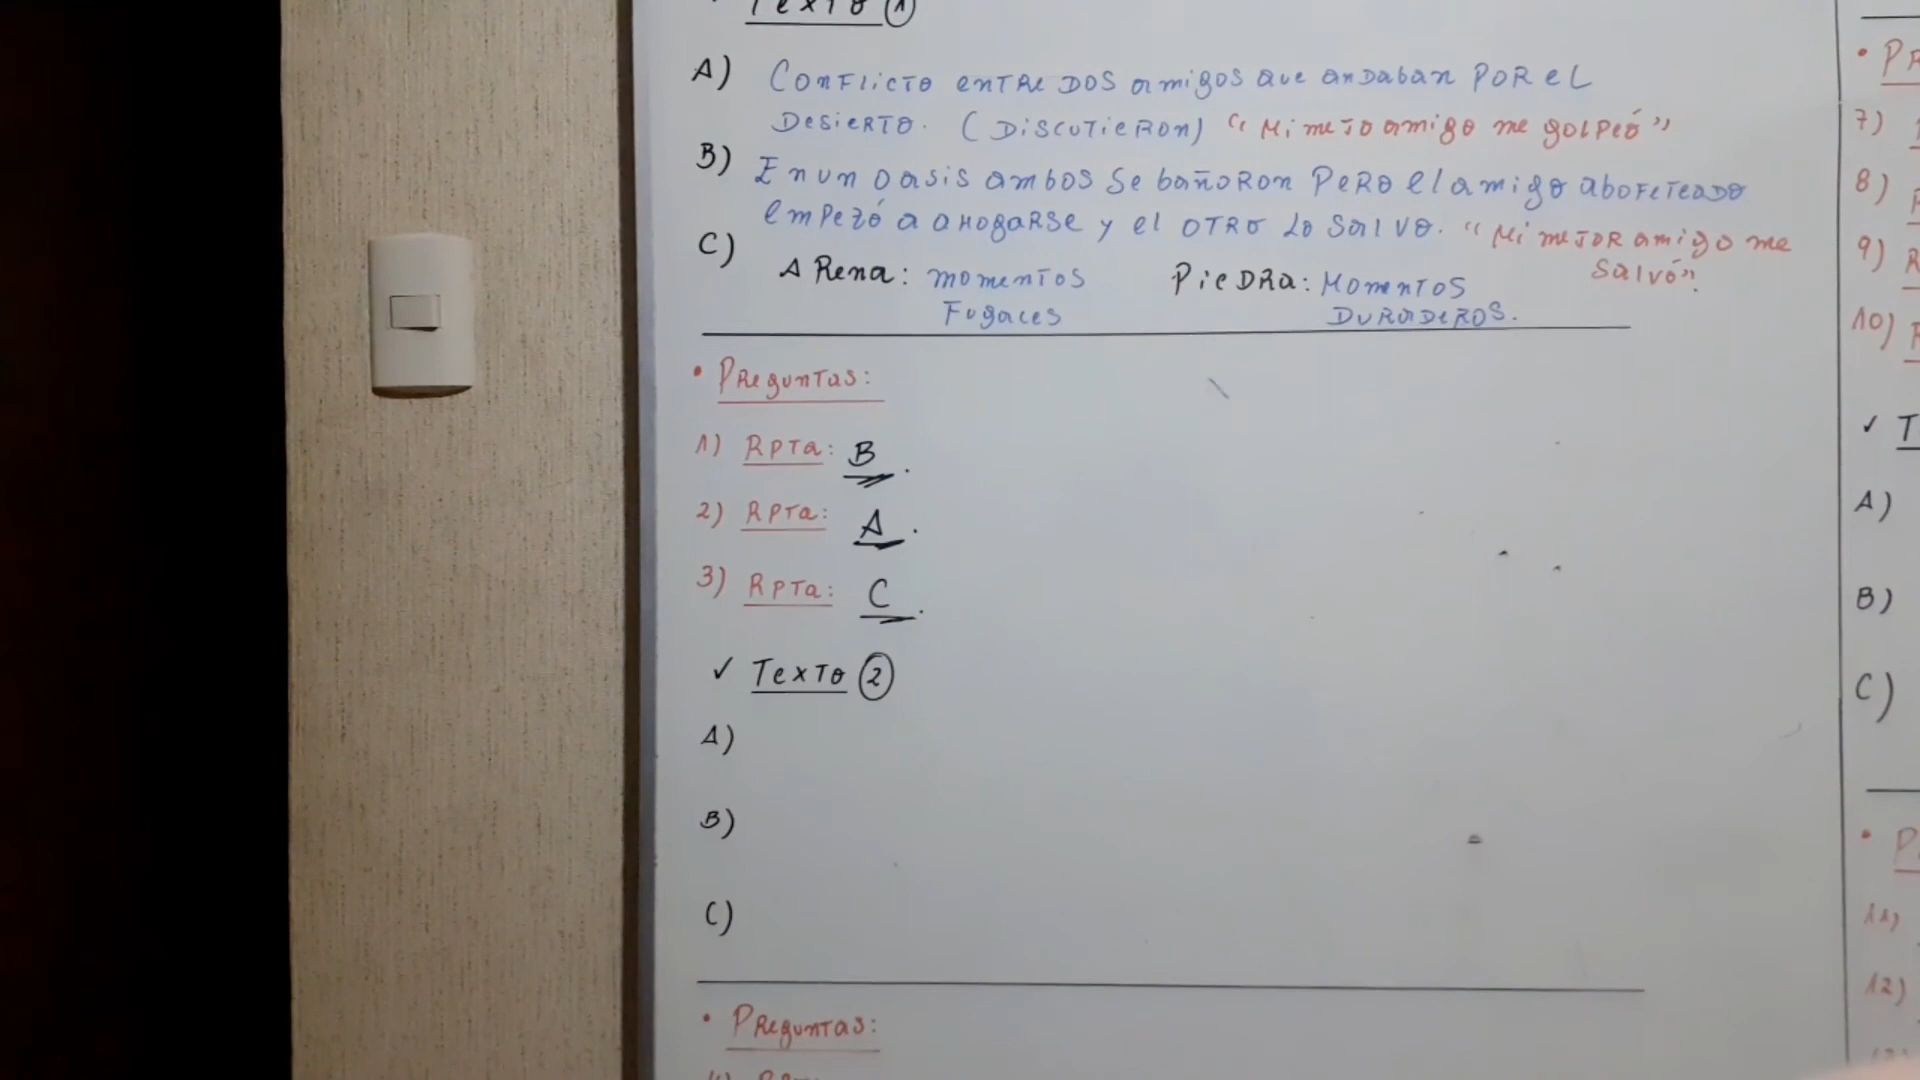 Texto 1
A) Conflicto entre dos amigos que andaban por el
desierto. (Discutieron) "Mi mejo amigo me golpeó"
B) En un oasis ambos se bañaron pero el amigo abofeteado
empezó a ahogarse y el otro lo salvo. "Mi mejor amigo me
salvó".
C) Arena: momentos Piedra: Momentos
Fugaces Duraderos.
• Preguntas:
1) Rpta: B.
2) Rpta: A.
3) Rpta: C.
✓ Texto 2
A)
B)
C)
• Preguntas:
7)
8)
9)
10)
✓ T
A)
B)
C)
11)
12)